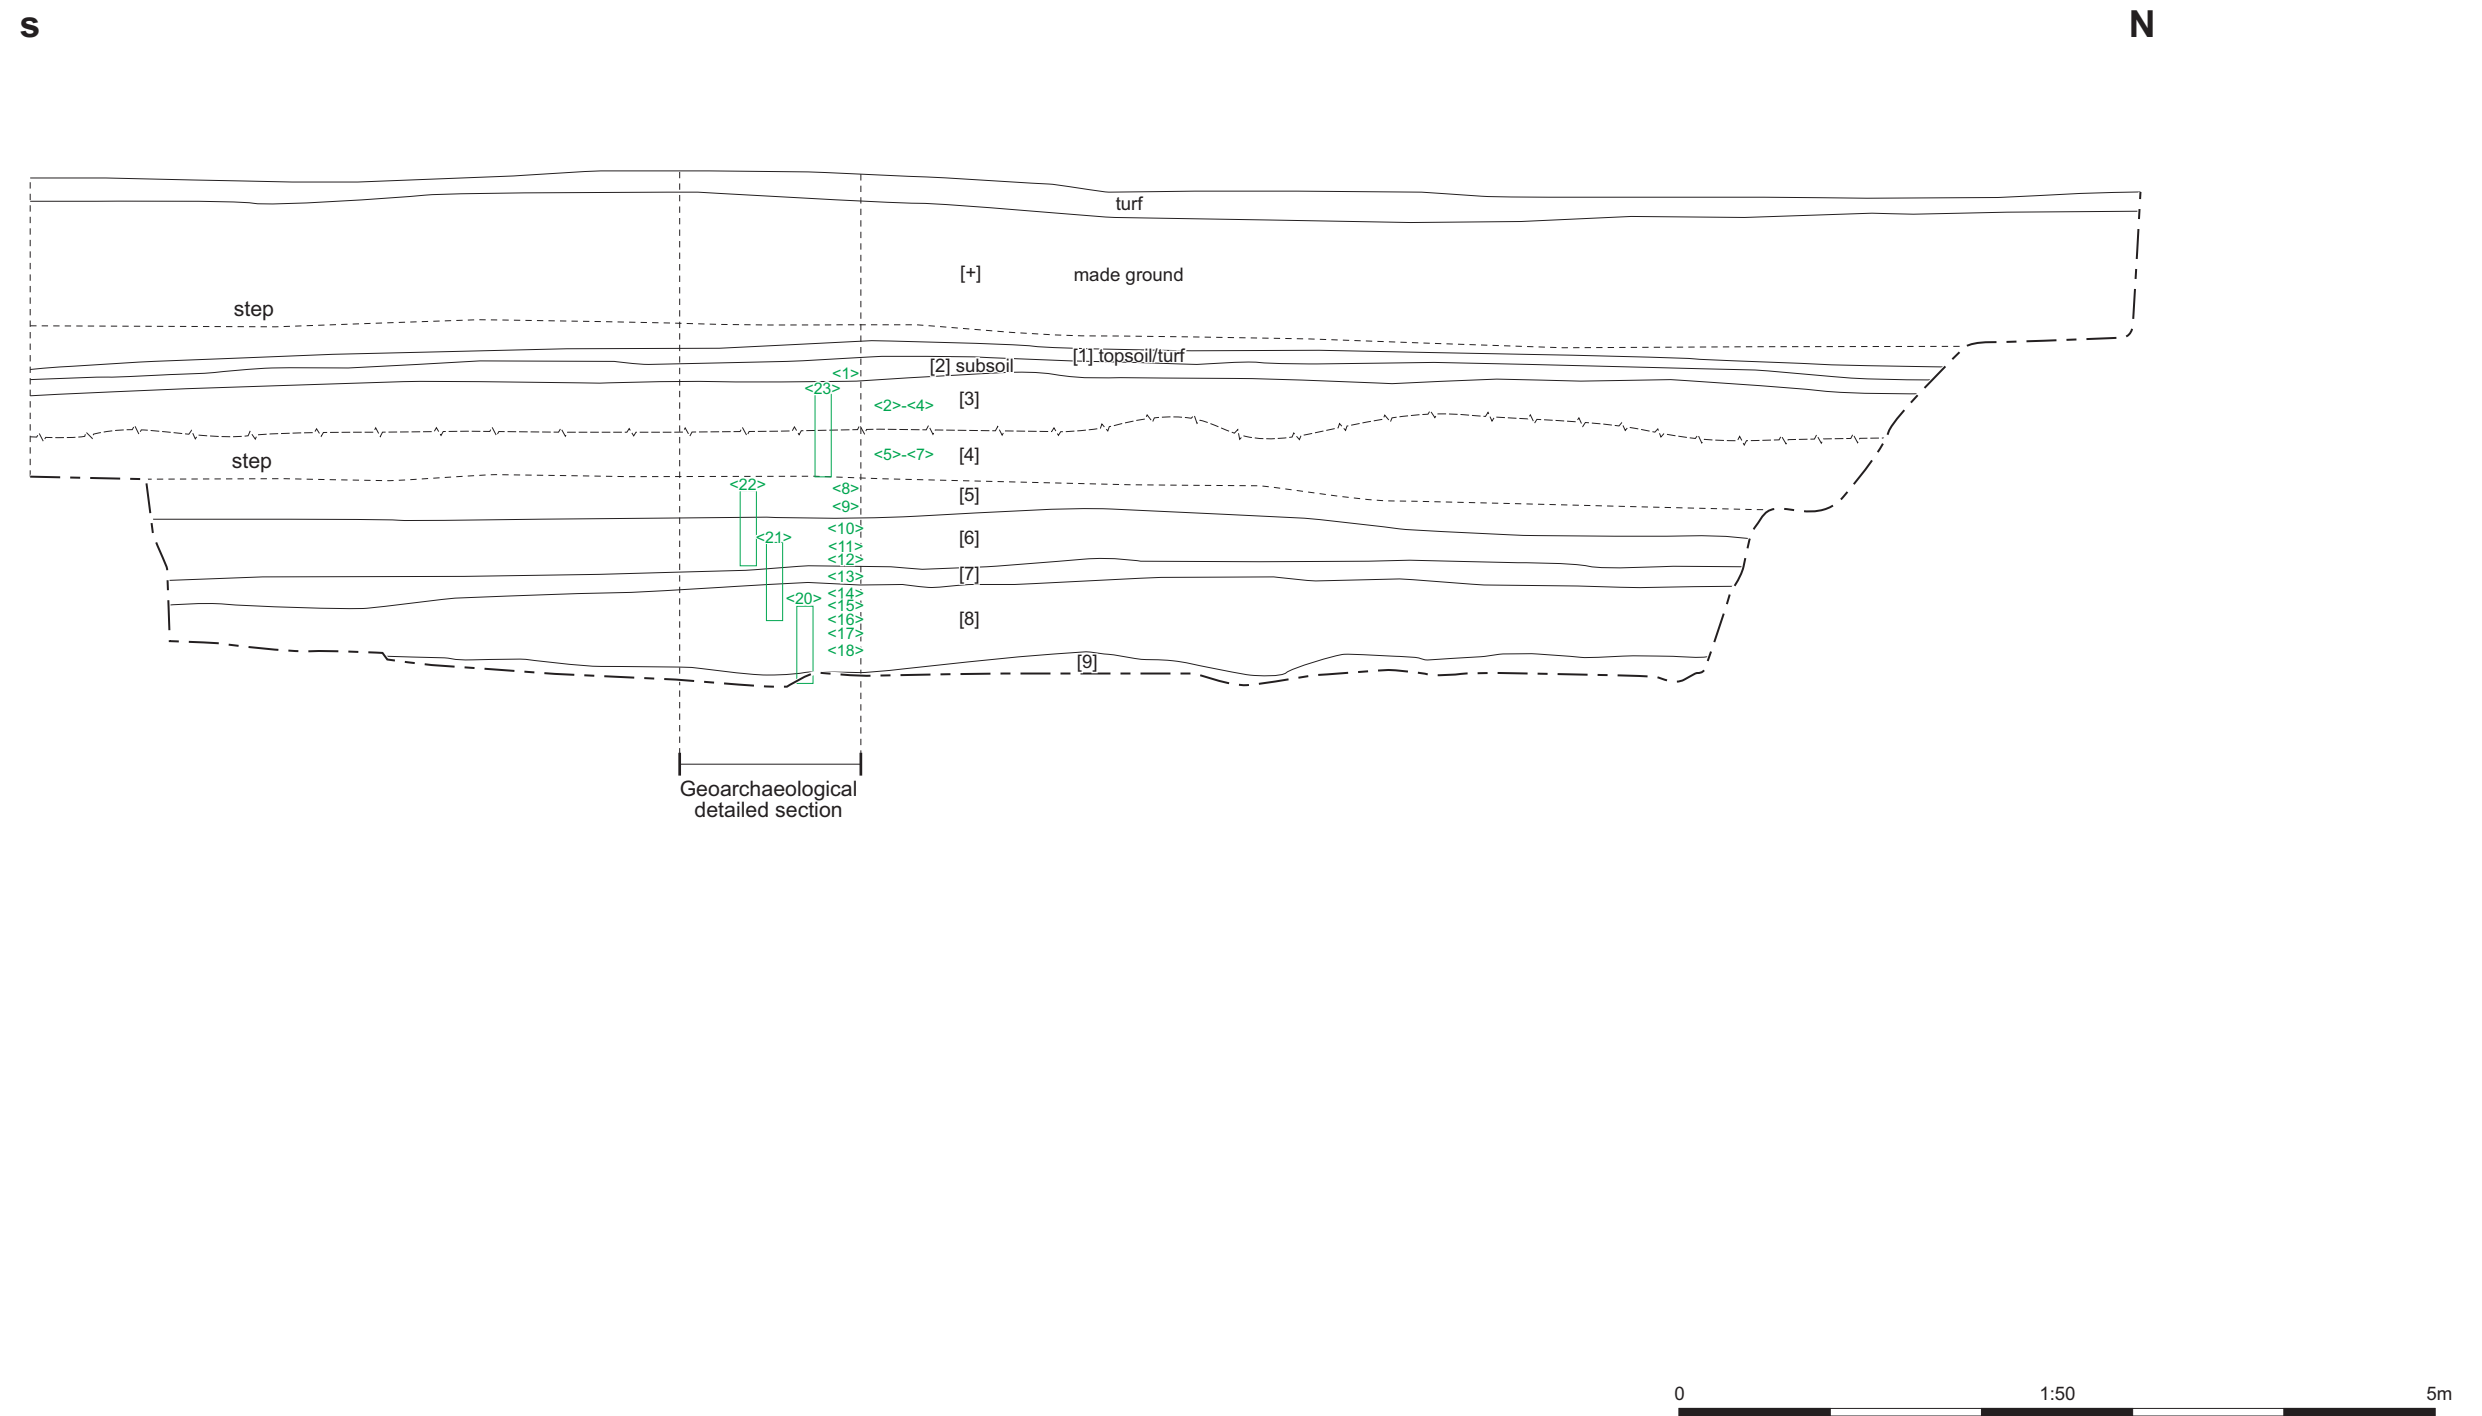 S N
turf
[+] made ground
step
[1] topsoil/turf
[2] subsoil
<1>
<23>
<2>-<4> [3]
<5>-<7> [4]
step
<22>
<8>
[5]
<9>
<10>
<21> [6]
<11>
<12>
<13> [7]
<14>
<20>
<15>
<16> [8]
<17>
<18>
[9]
Geoarchaeological
detailed section
0 1:50 5m